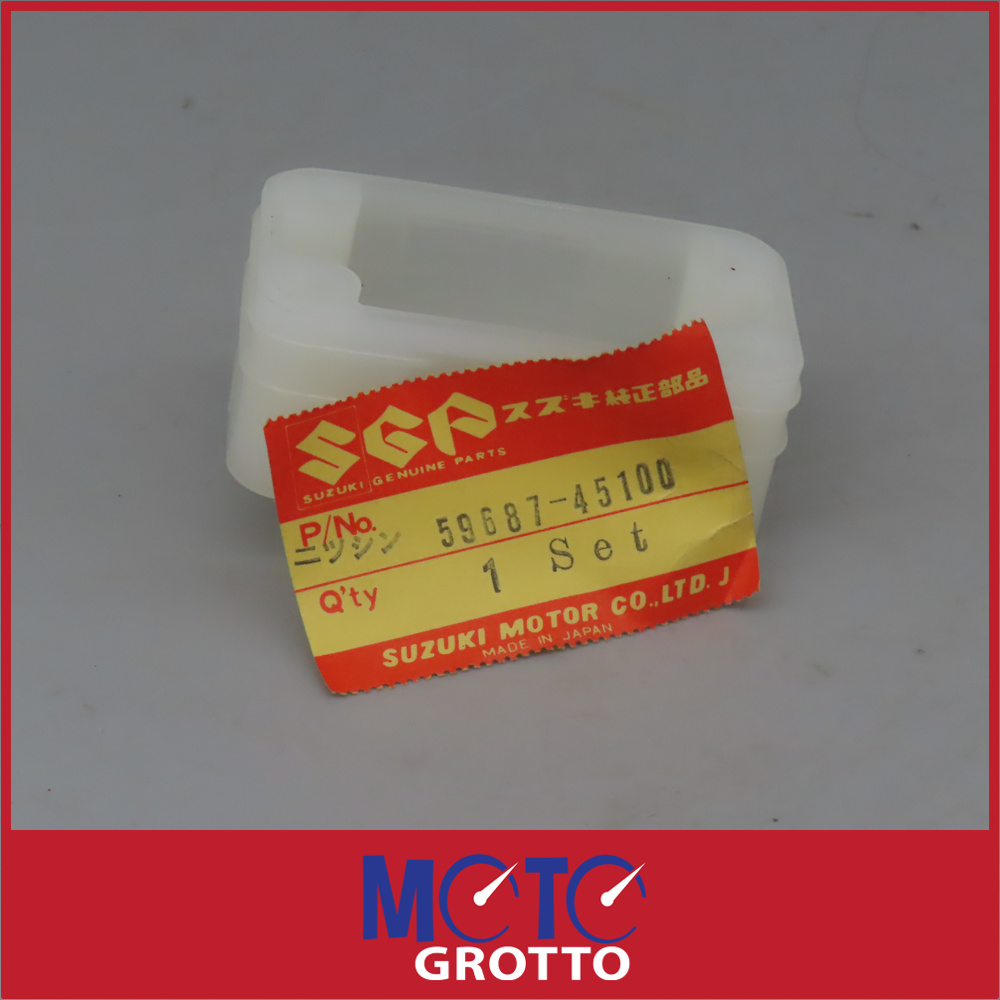 SGP スズキ純正部品
SUZUKI GENUINE PARTS
P/No. 59687-45100
ニツシン
Q'ty 1 Set
SUZUKI MOTOR CO.,LTD. J
MADE IN JAPAN
MOTO
GROTTO